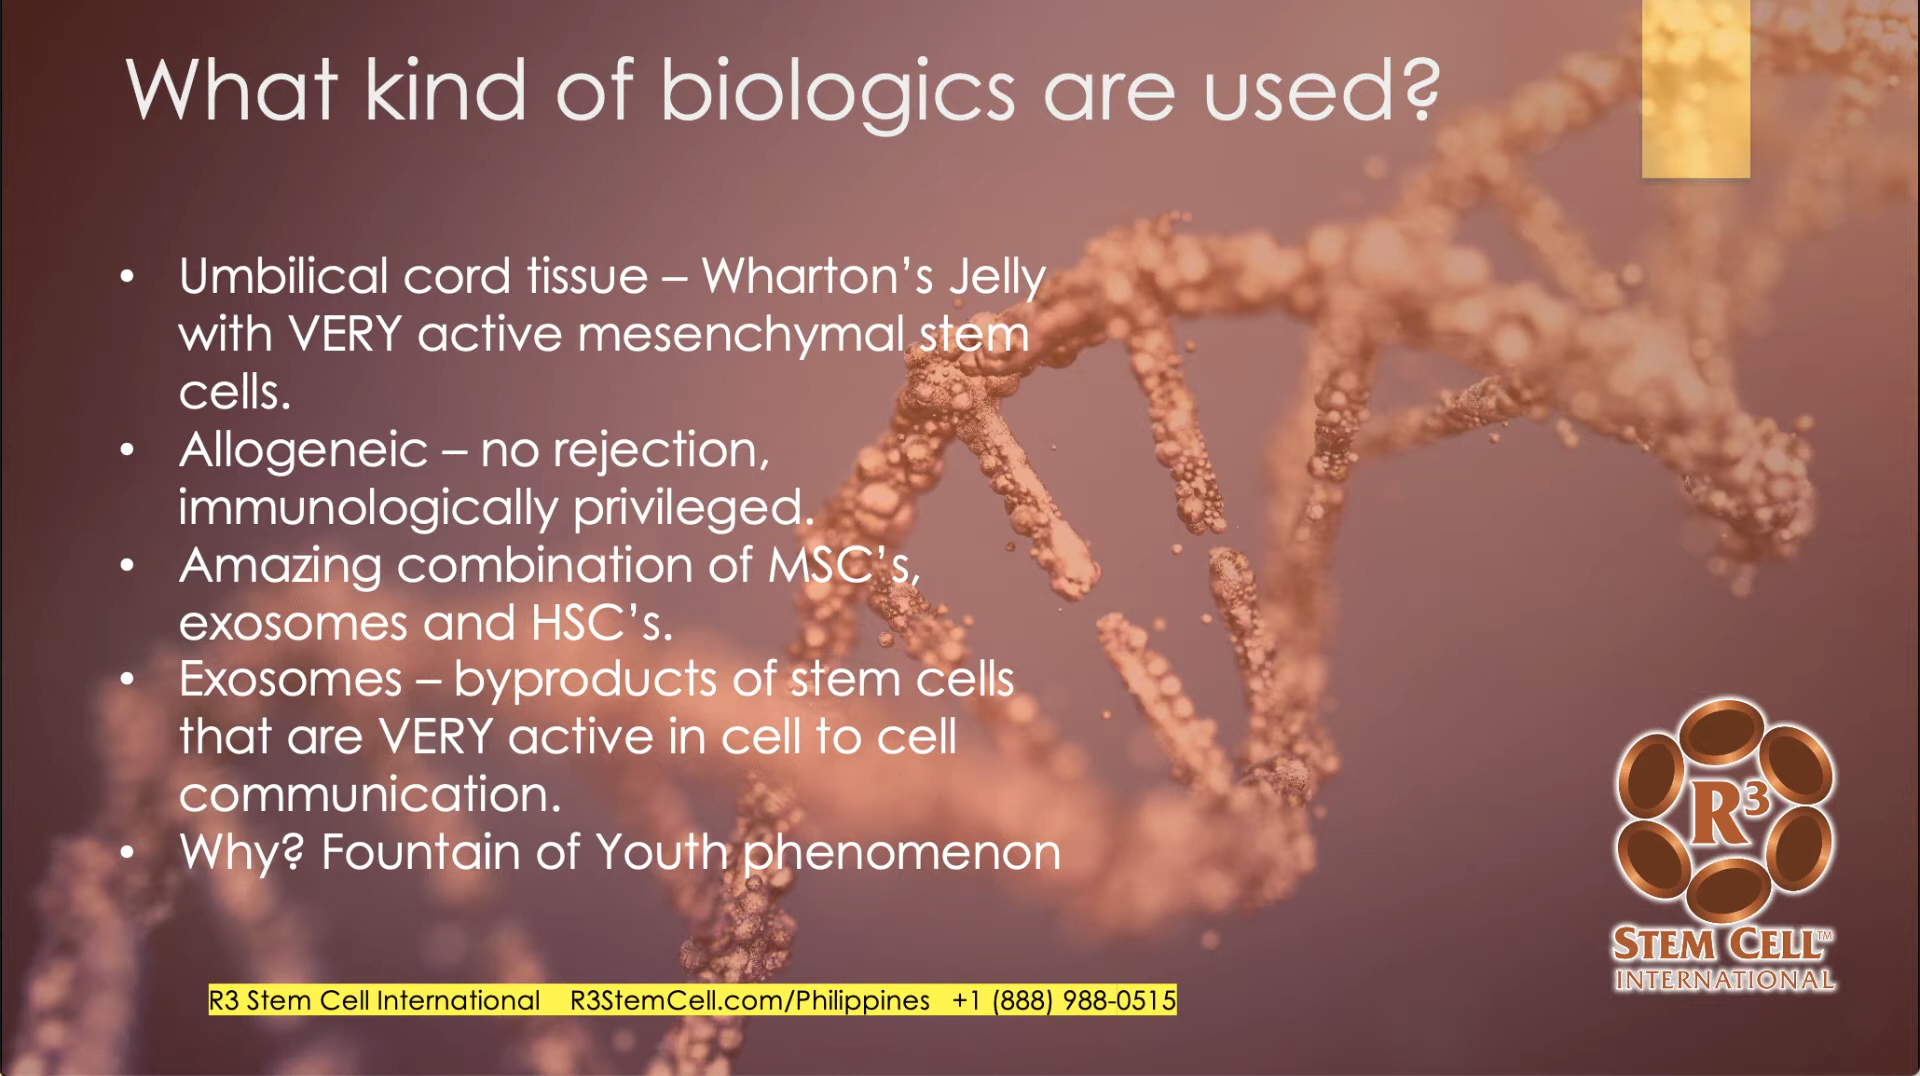 What kind of biologics are used?
• Umbilical cord tissue – Wharton's Jelly
with VERY active mesenchymal stem
cells.
• Allogeneic – no rejection,
immunologically privileged.
• Amazing combination of MSC's,
exosomes and HSC's.
• Exosomes – byproducts of stem cells
that are VERY active in cell to cell
communication.
• Why? Fountain of Youth phenomenon
R3 Stem Cell International R3StemCell.com/Philippines +1 (888) 988-0515
R³
STEM CELL™
INTERNATIONAL